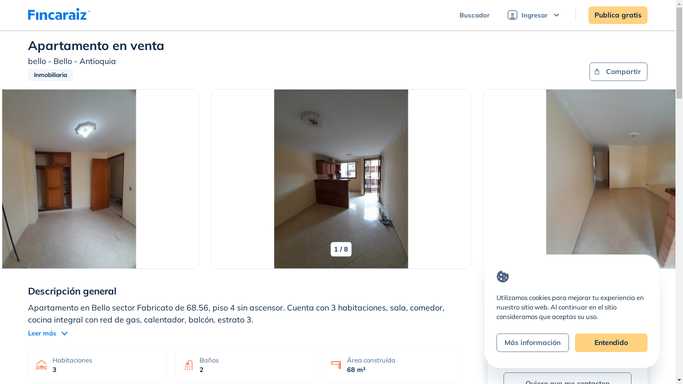 Fincaraiz
Buscador
Ingresar
Publica gratis
Apartamento en venta
bello - Bello - Antioquia
Inmobiliaria
Compartir
1 / 8
Descripción general
Apartamento en Bello sector Fabricato de 68.56, piso 4 sin ascensor. Cuenta con 3 habitaciones, sala, comedor,
cocina integral con red de gas, calentador, balcón, estrato 3.
Leer más
Habitaciones
3
Baños
2
Área construida
68 m²
Utilizamos cookies para mejorar tu experiencia en
nuestro sitio web. Al continuar en el sitio
consideramos que aceptas su uso.
Más información
Entendido
Quiero que me contacten